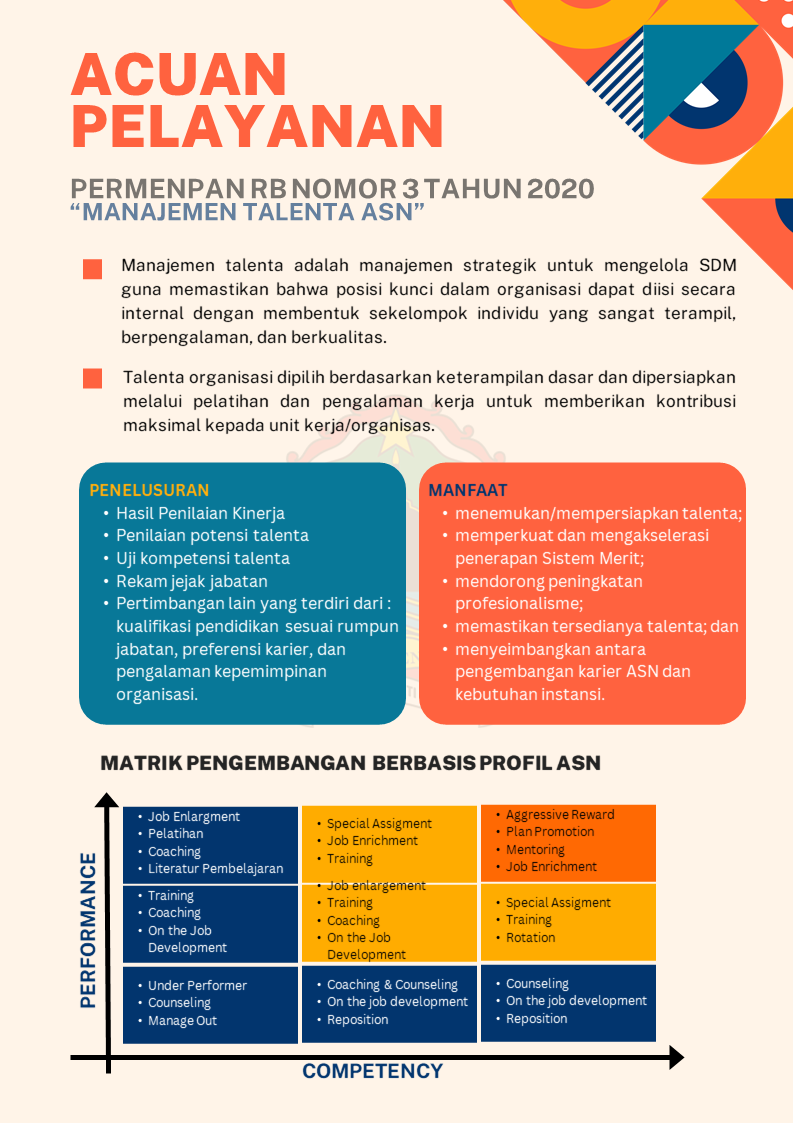 ACUAN
PELAYANAN
PERMENPAN RB NOMOR 3 TAHUN 2020
“MANAJEMEN TALENTA ASN”
Manajemen talenta adalah manajemen strategik untuk mengelola SDM
guna memastikan bahwa posisi kunci dalam organisasi dapat diisi secara
internal dengan membentuk sekelompok individu yang sangat terampil,
berpengalaman, dan berkualitas.
Talenta organisasi dipilih berdasarkan keterampilan dasar dan dipersiapkan
melalui pelatihan dan pengalaman kerja untuk memberikan kontribusi
maksimal kepada unit kerja/organisas.
PENELUSURAN
• Hasil Penilaian Kinerja
• Penilaian potensi talenta
• Uji kompetensi talenta
• Rekam jejak jabatan
• Pertimbangan lain yang terdiri dari :
kualifikasi pendidikan sesuai rumpun
jabatan, preferensi karier, dan
pengalaman kepemimpinan
organisasi.
MANFAAT
• menemukan/mempersiapkan talenta;
• memperkuat dan mengakselerasi
penerapan Sistem Merit;
• mendorong peningkatan
profesionalisme;
• memastikan tersedianya talenta; dan
• menyeimbangkan antara
pengembangan karier ASN dan
kebutuhan instansi.
MATRIK PENGEMBANGAN BERBASIS PROFIL ASN
PERFORMANCE
• Job Enlargment
• Pelatihan
• Coaching
• Literatur Pembelajaran
• Special Assigment
• Job Enrichment
• Training
• Aggressive Reward
• Plan Promotion
• Mentoring
• Job Enrichment
• Training
• Coaching
• On the Job
Development
• Job enlargement
• Training
• Coaching
• On the Job
Development
• Special Assigment
• Training
• Rotation
• Under Performer
• Counseling
• Manage Out
• Coaching & Counseling
• On the job development
• Reposition
• Counseling
• On the job development
• Reposition
COMPETENCY